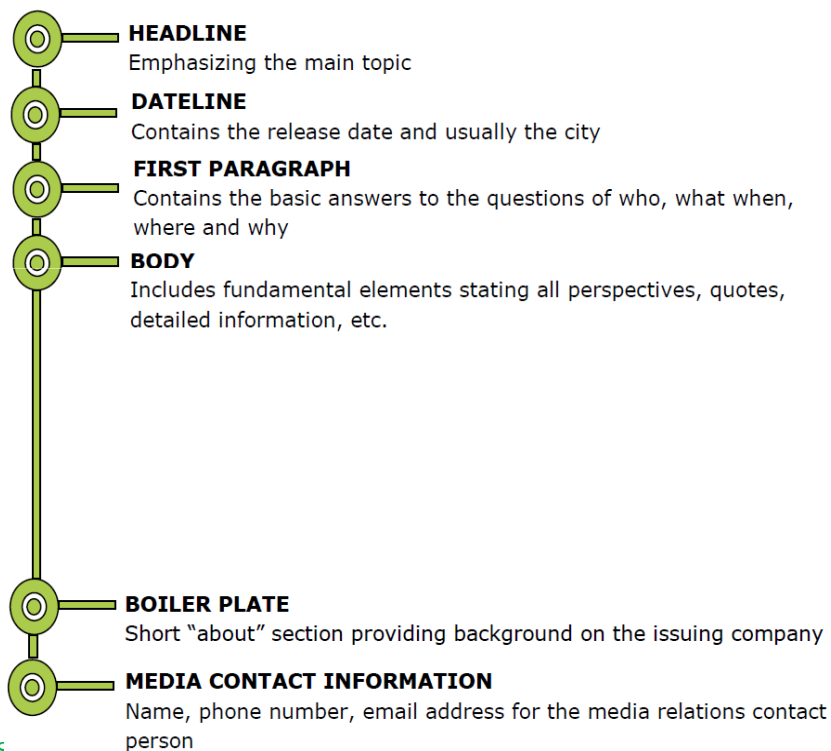 HEADLINE
Emphasizing the main topic
DATELINE
Contains the release date and usually the city
FIRST PARAGRAPH
Contains the basic answers to the questions of who, what when,
where and why
BODY
Includes fundamental elements stating all perspectives, quotes,
detailed information, etc.
BOILER PLATE
Short “about” section providing background on the issuing company
MEDIA CONTACT INFORMATION
Name, phone number, email address for the media relations contact
person